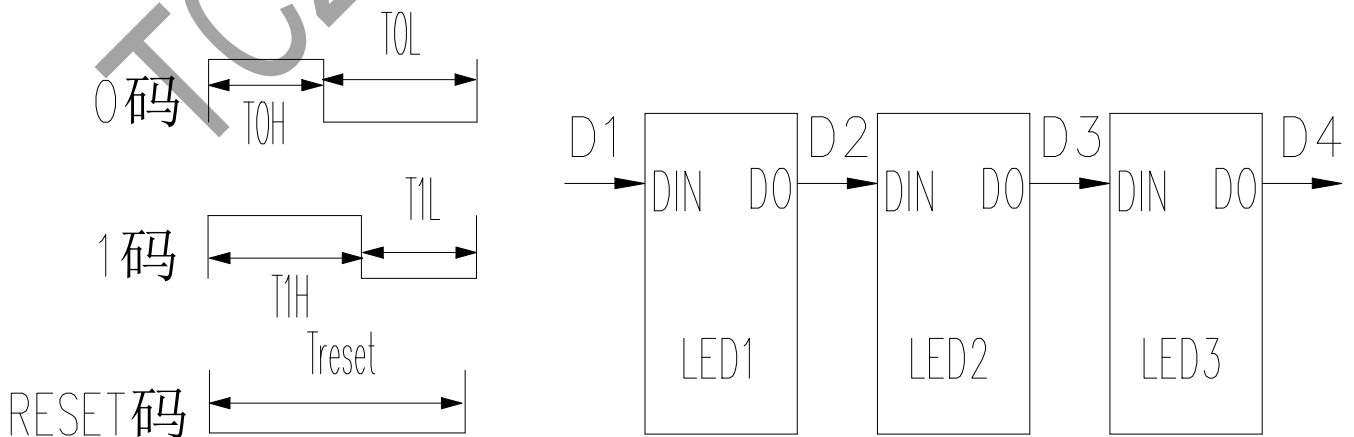 TC2
T0L
0码
T0H
T1L
1码
T1H
Treset
RESET码
D1 D2 D3 D4
DIN DO DIN DO DIN DO
LED1 LED2 LED3